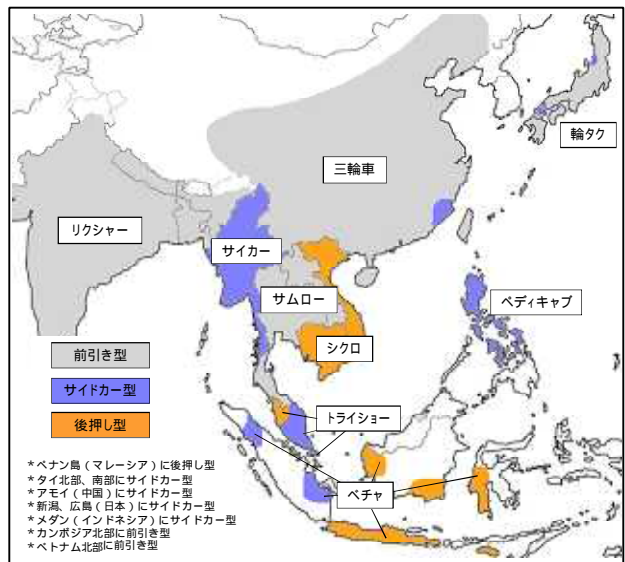 三輪車
輪タク
リクシャー
サイカー
サムロー
ペディキャブ
シクロ
前引き型
サイドカー型
後押し型
トライショー
ベチャ
*ペナン島(マレーシア)に後押し型
*タイ北部、南部にサイドカー型
*アモイ(中国)にサイドカー型
*新潟、広島(日本)にサイドカー型
*メダン(インドネシア)にサイドカー型
*カンボジア北部に前引き型
*ベトナム北部に前引き型